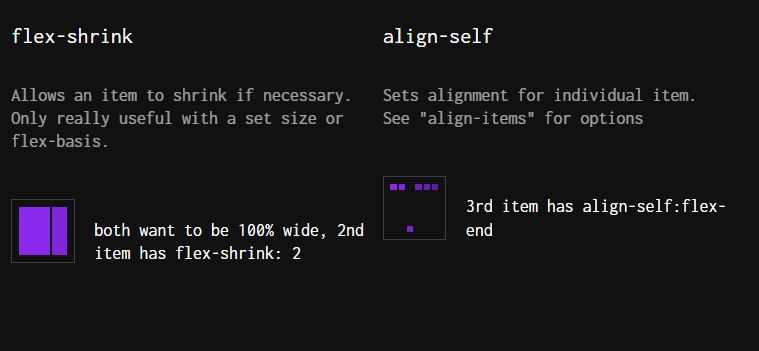 flex-shrink
Allows an item to shrink if necessary.
Only really useful with a set size or
flex-basis.
both want to be 100% wide, 2nd
item has flex-shrink: 2
align-self
Sets alignment for individual item.
See "align-items" for options
3rd item has align-self:flex-
end